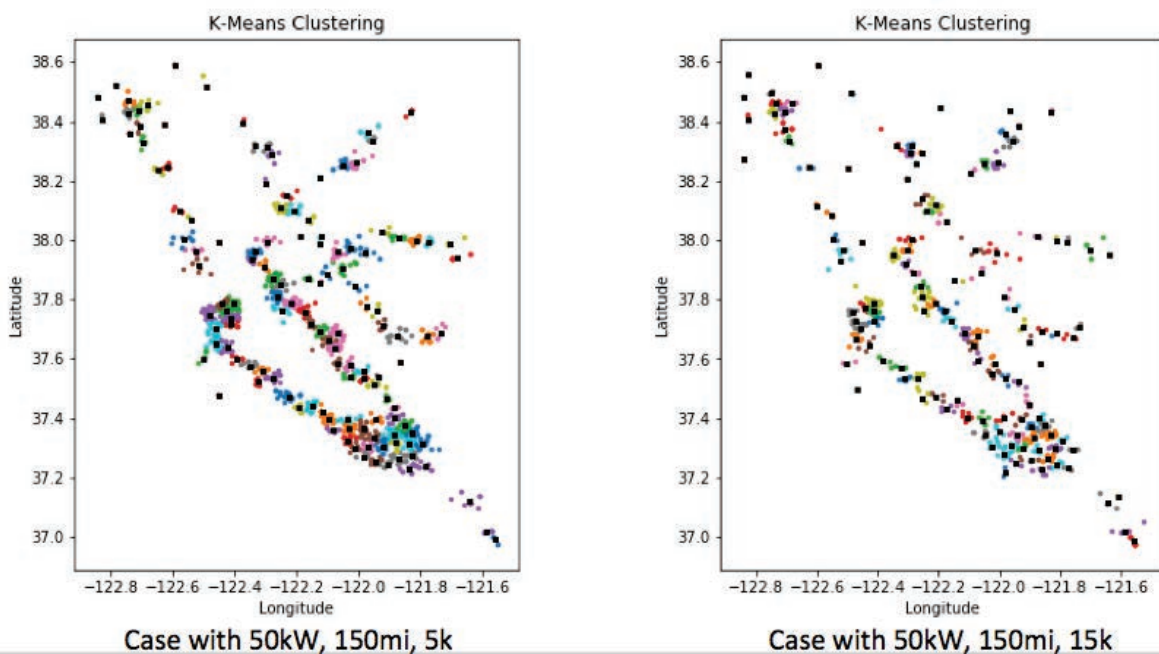 K-Means Clustering
38.6
38.4
38.2
38.0
37.8
37.6
37.4
37.2
37.0
Latitude
−122.8 −122.6 −122.4 −122.2 −122.0 −121.8 −121.6
Longitude
Case with 50kW, 150mi, 5k
K-Means Clustering
38.6
38.4
38.2
38.0
37.8
37.6
37.4
37.2
37.0
Latitude
−122.8 −122.6 −122.4 −122.2 −122.0 −121.8 −121.6
Longitude
Case with 50kW, 150mi, 15k